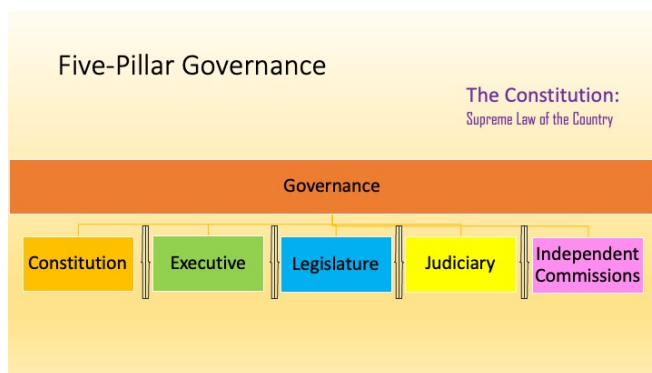 Five-Pillar Governance
The Constitution:
Supreme Law of the Country
Governance
Constitution
Executive
Legislature
Judiciary
Independent
Commissions